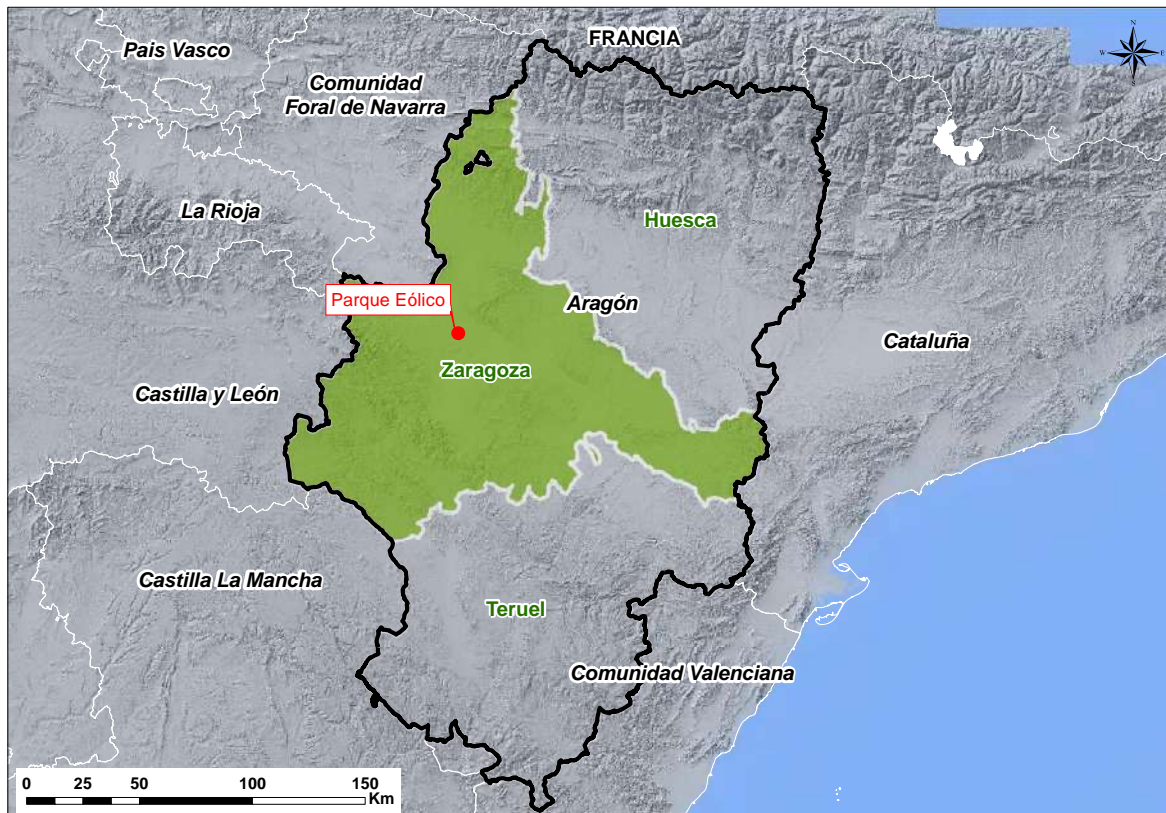 FRANCIA
N
W
E
S
Pais Vasco
Comunidad
Foral de Navarra
La Rioja
Huesca
Parque Eólico
Aragón
Cataluña
Zaragoza
Castilla y León
Castilla La Mancha
Teruel
Comunidad Valenciana
0 25 50 100 150
Km